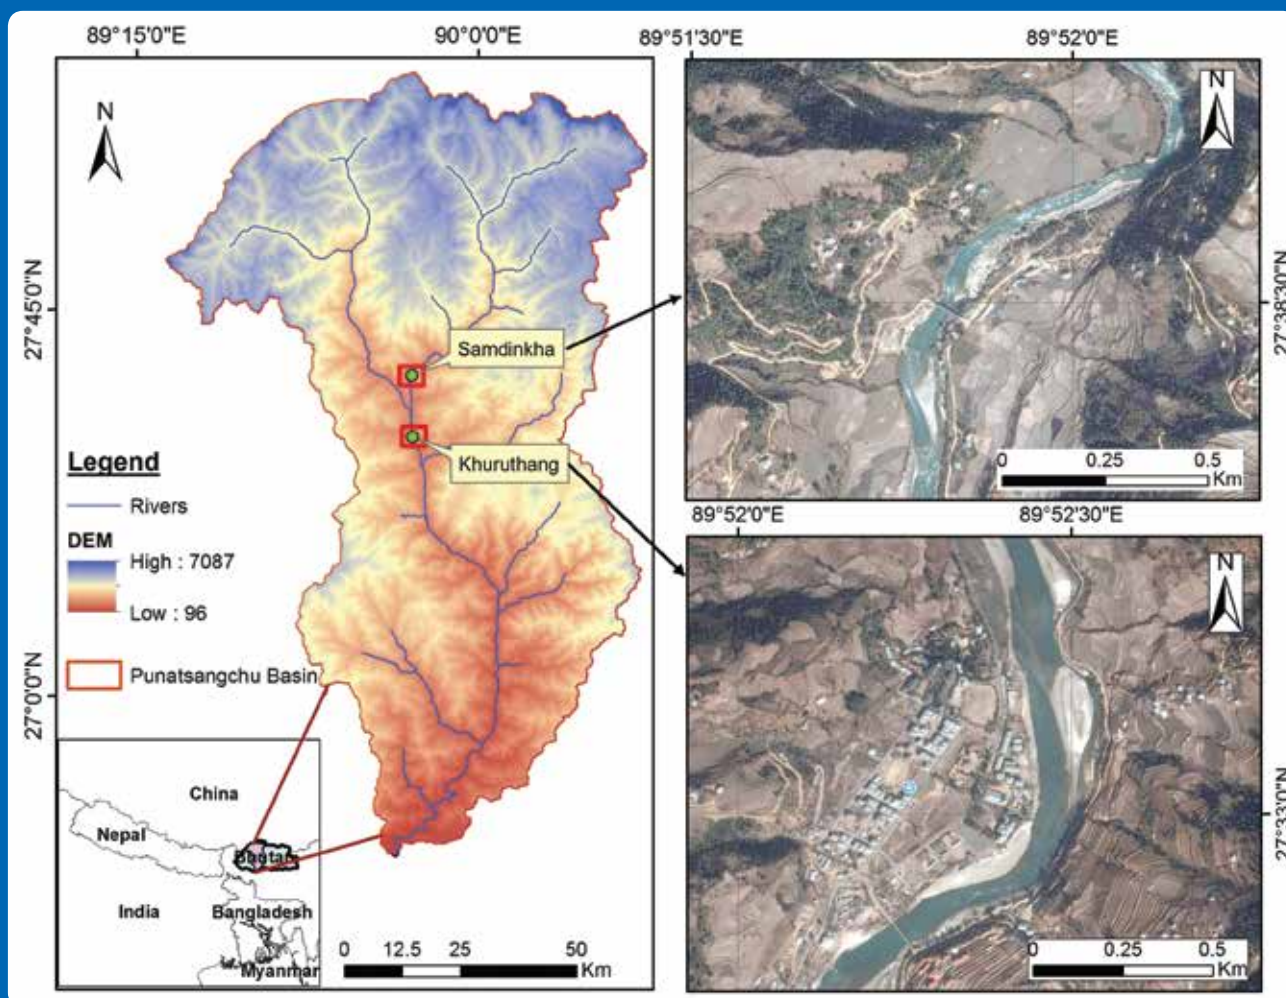 89°15'0"E
90°0'0"E
89°51'30"E
89°52'0"E
N
N
27°45'0"N
27°38'30"N
Samdinkha
Khuruthang
0 0.25 0.5
Km
89°52'0"E
89°52'30"E
Legend
Rivers
DEM
High : 7087
Low : 96
Punatsangchu Basin
N
27°0'0"N
27°33'0"N
China
Nepal
Bhutan
India
Bangladesh
Myanmar
0 12.5 25 50
Km
0 0.25 0.5
Km